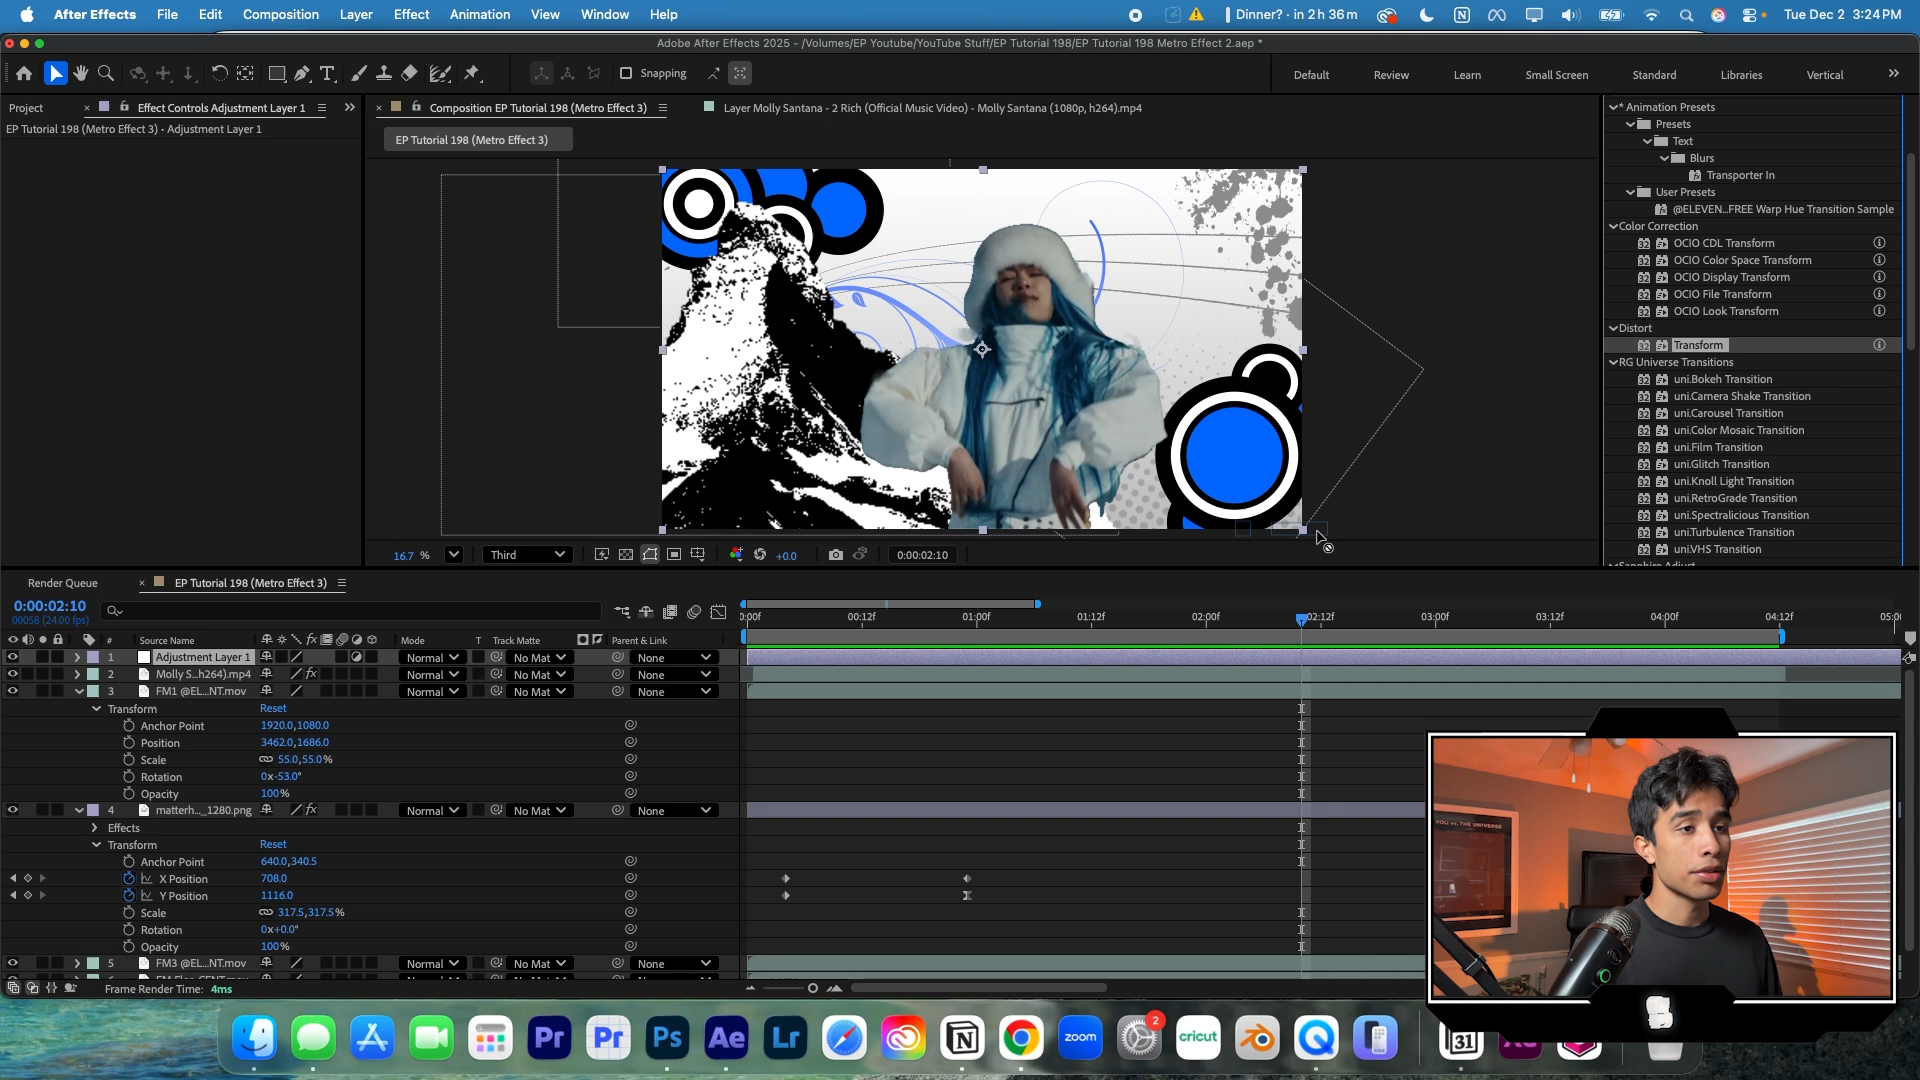 After Effects File Edit Composition Layer Effect Animation View Window Help
Dinner? · in 2 h 36 m
Tue Dec 2 3:24 PM
Adobe After Effects 2025 - /Volumes/EP Youtube/YouTube Stuff/EP Tutorial 198/EP Tutorial 198 Metro Effect 2.aep *
Snapping
Default Review Learn Small Screen Standard Libraries Vertical
Project
Effect Controls Adjustment Layer 1
EP Tutorial 198 (Metro Effect 3) • Adjustment Layer 1
Composition EP Tutorial 198 (Metro Effect 3)
Layer Molly Santana - 2 Rich (Official Music Video) - Molly Santana (1080p, h264).mp4
EP Tutorial 198 (Metro Effect 3)
* Animation Presets
Presets
Text
Blurs
Transporter In
User Presets
@ELEVEN...FREE Warp Hue Transition Sample
Color Correction
OCIO CDL Transform
OCIO Color Space Transform
OCIO Display Transform
OCIO File Transform
OCIO Look Transform
Distort
Transform
RG Universe Transitions
uni.Bokeh Transition
uni.Camera Shake Transition
uni.Carousel Transition
uni.Color Mosaic Transition
uni.Film Transition
uni.Glitch Transition
uni.Knoll Light Transition
uni.RetroGrade Transition
uni.Spectralicious Transition
uni.Turbulence Transition
uni.VHS Transition
Sapphire Adjust
16.7 % Third +0.0 0:00:02:10
Render Queue
EP Tutorial 198 (Metro Effect 3)
0:00:02:10
00058 (24.00 fps)
:00f 00:12f 01:00f 01:12f 02:00f 02:12f 03:00f 03:12f 04:00f 04:12f 05:0
# Source Name Mode T Track Matte Parent & Link
1 Adjustment Layer 1 Normal No Mat None
2 Molly S...h264).mp4 fx Normal No Mat None
3 FM1 @EL...NT.mov Normal No Mat None
Transform Reset
Anchor Point 1920.0,1080.0
Position 3462.0,1686.0
Scale 55.0,55.0%
Rotation 0x-53.0°
Opacity 100%
4 matterh..._1280.png fx Normal No Mat None
Effects
Transform Reset
Anchor Point 640.0,340.5
X Position 708.0
Y Position 1116.0
Scale 317.5,317.5%
Rotation 0x+0.0°
Opacity 100%
5 FM3 @EL...NT.mov Normal No Mat None
Frame Render Time: 4ms
YOU vs. THE UNIVERSE
Pr Pr Ps Ae Lr zoom 2 cricut 31